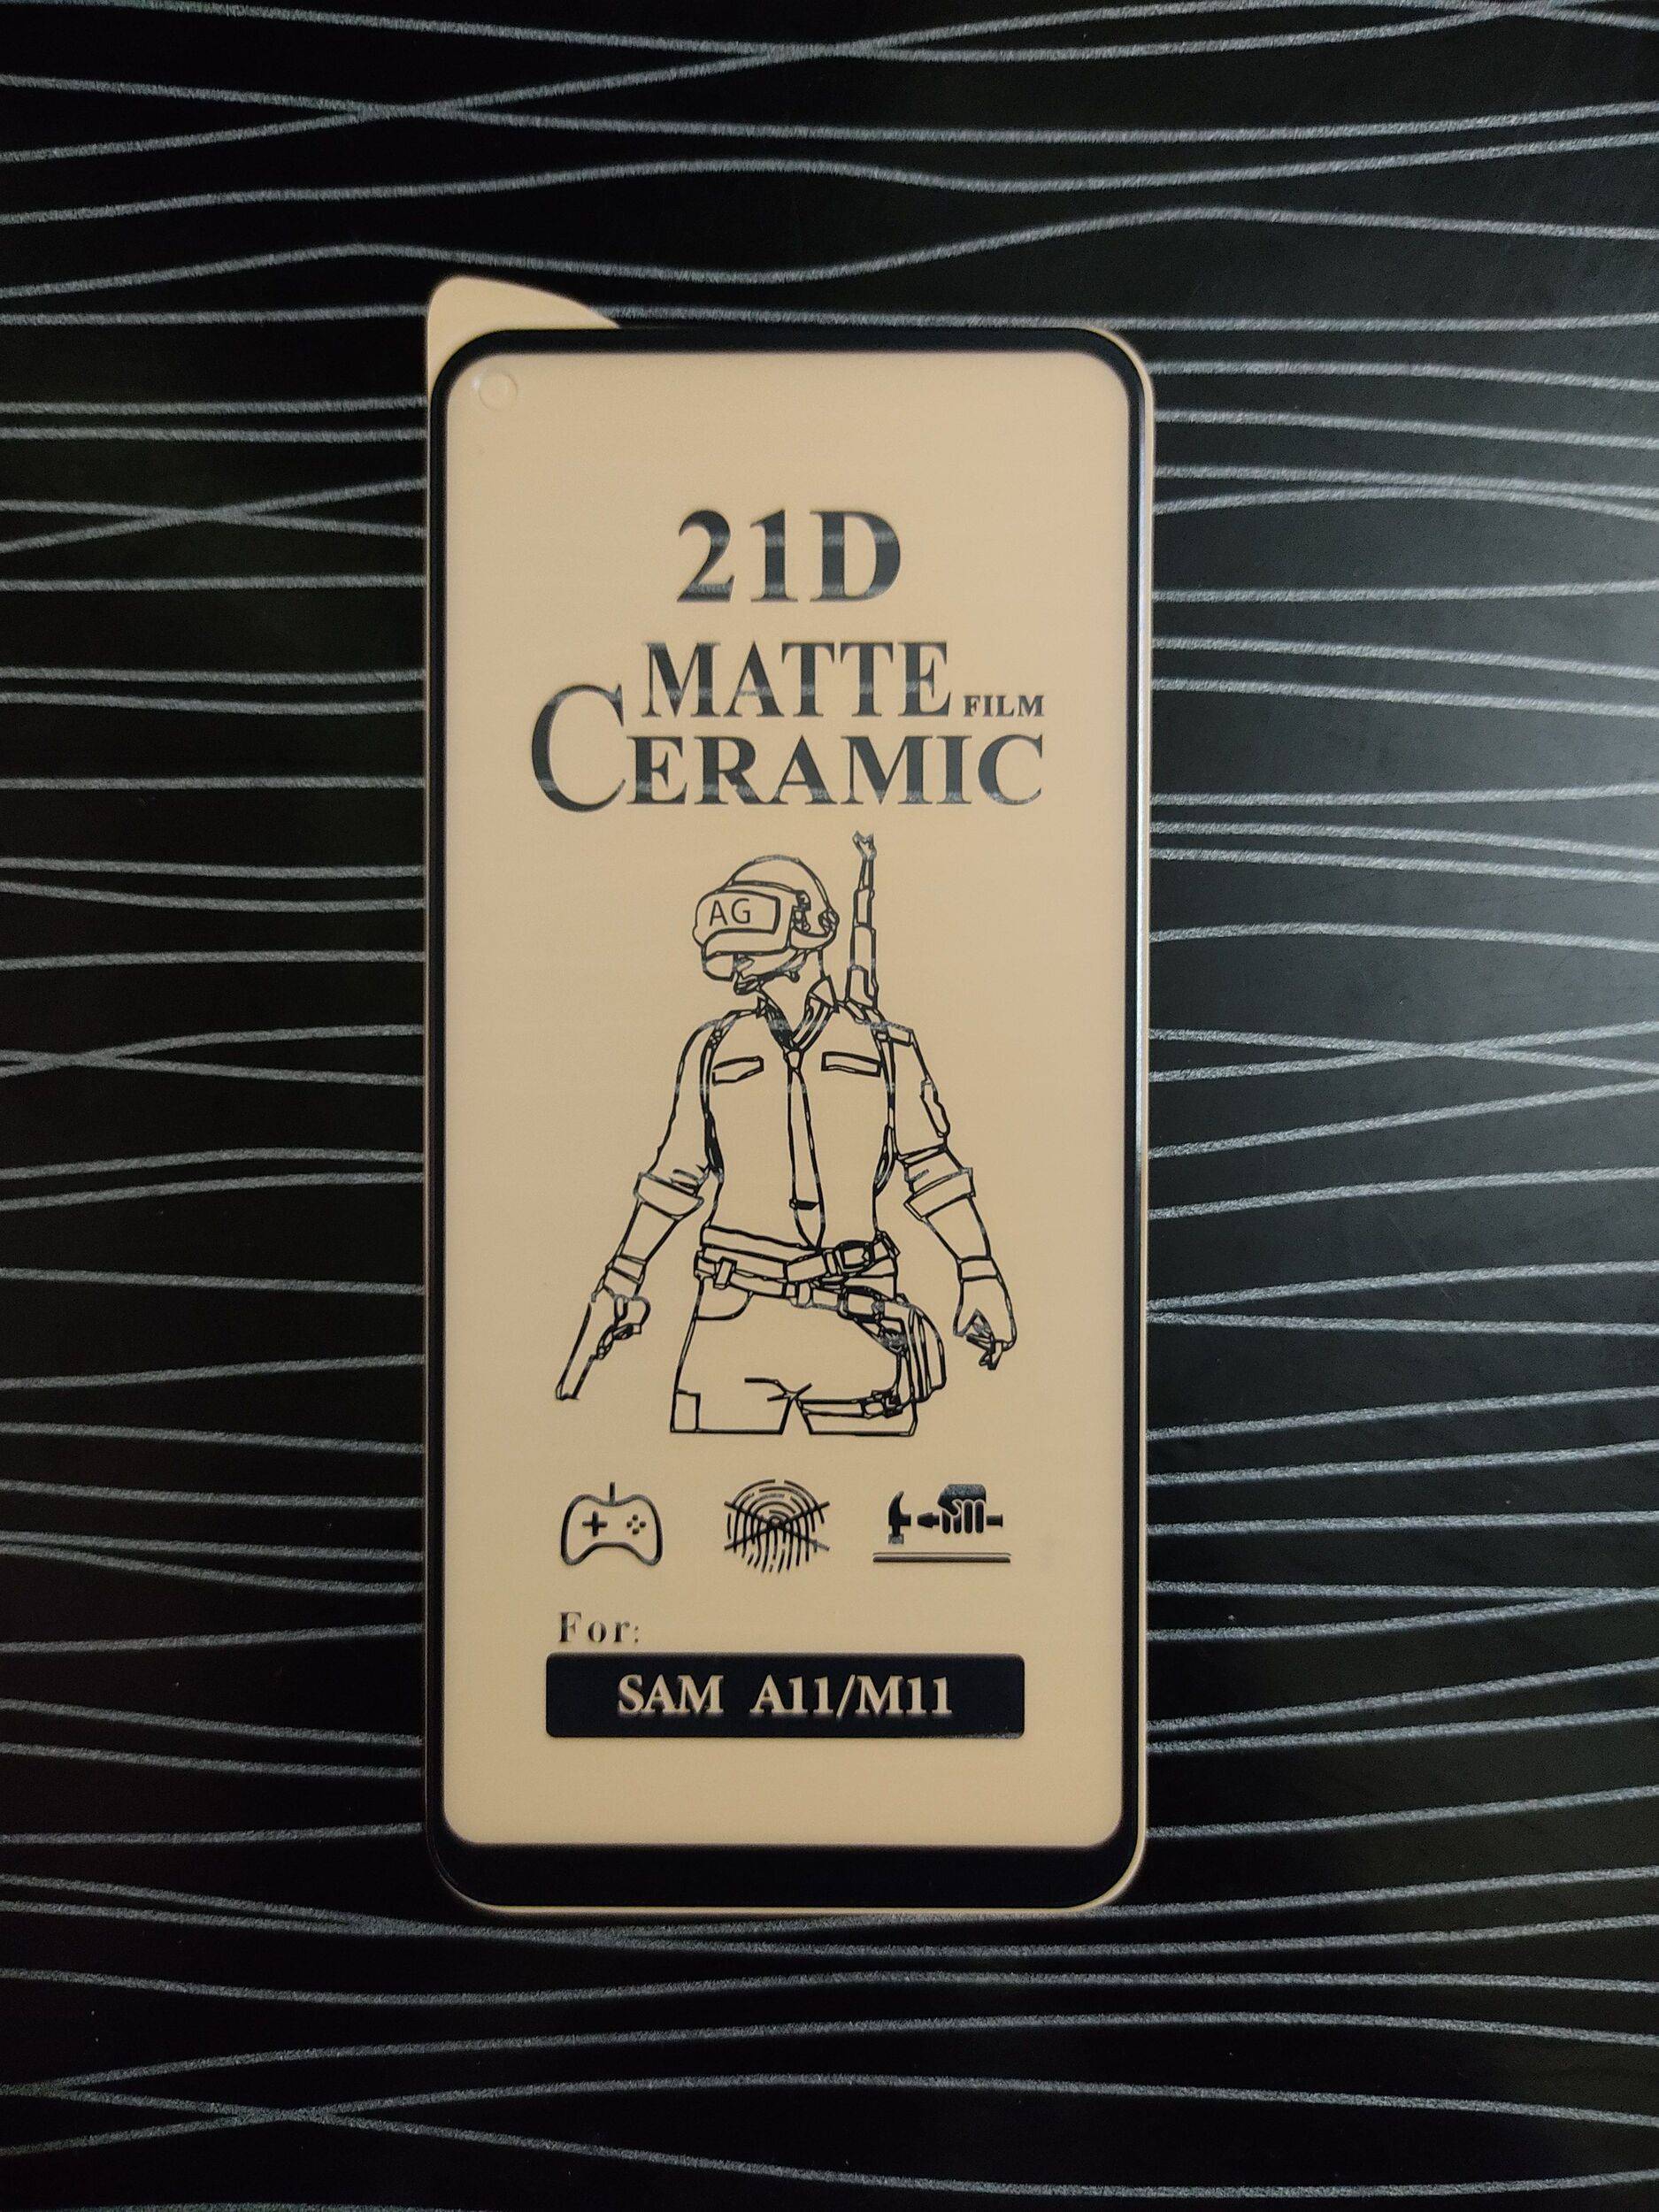 21D
MATTE FILM
CERAMIC
AG
For:
SAM A11/M11